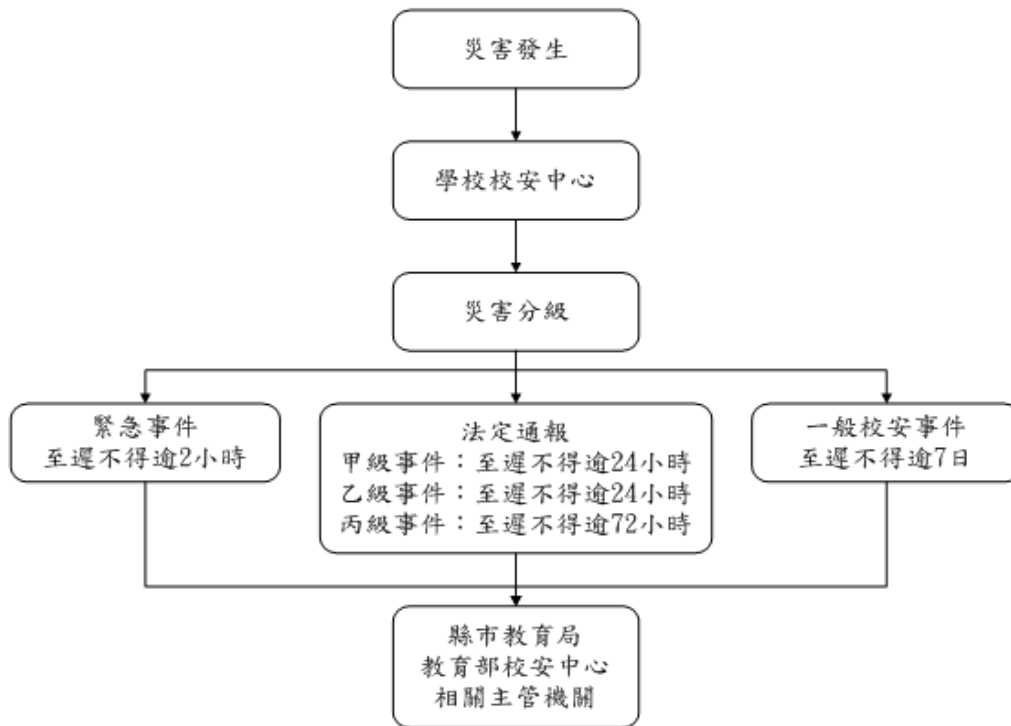 災害發生
學校校安中心
災害分級
緊急事件
至遲不得逾2小時
法定通報
甲級事件：至遲不得逾24小時
乙級事件：至遲不得逾24小時
丙級事件：至遲不得逾72小時
一般校安事件
至遲不得逾7日
縣市教育局
教育部校安中心
相關主管機關